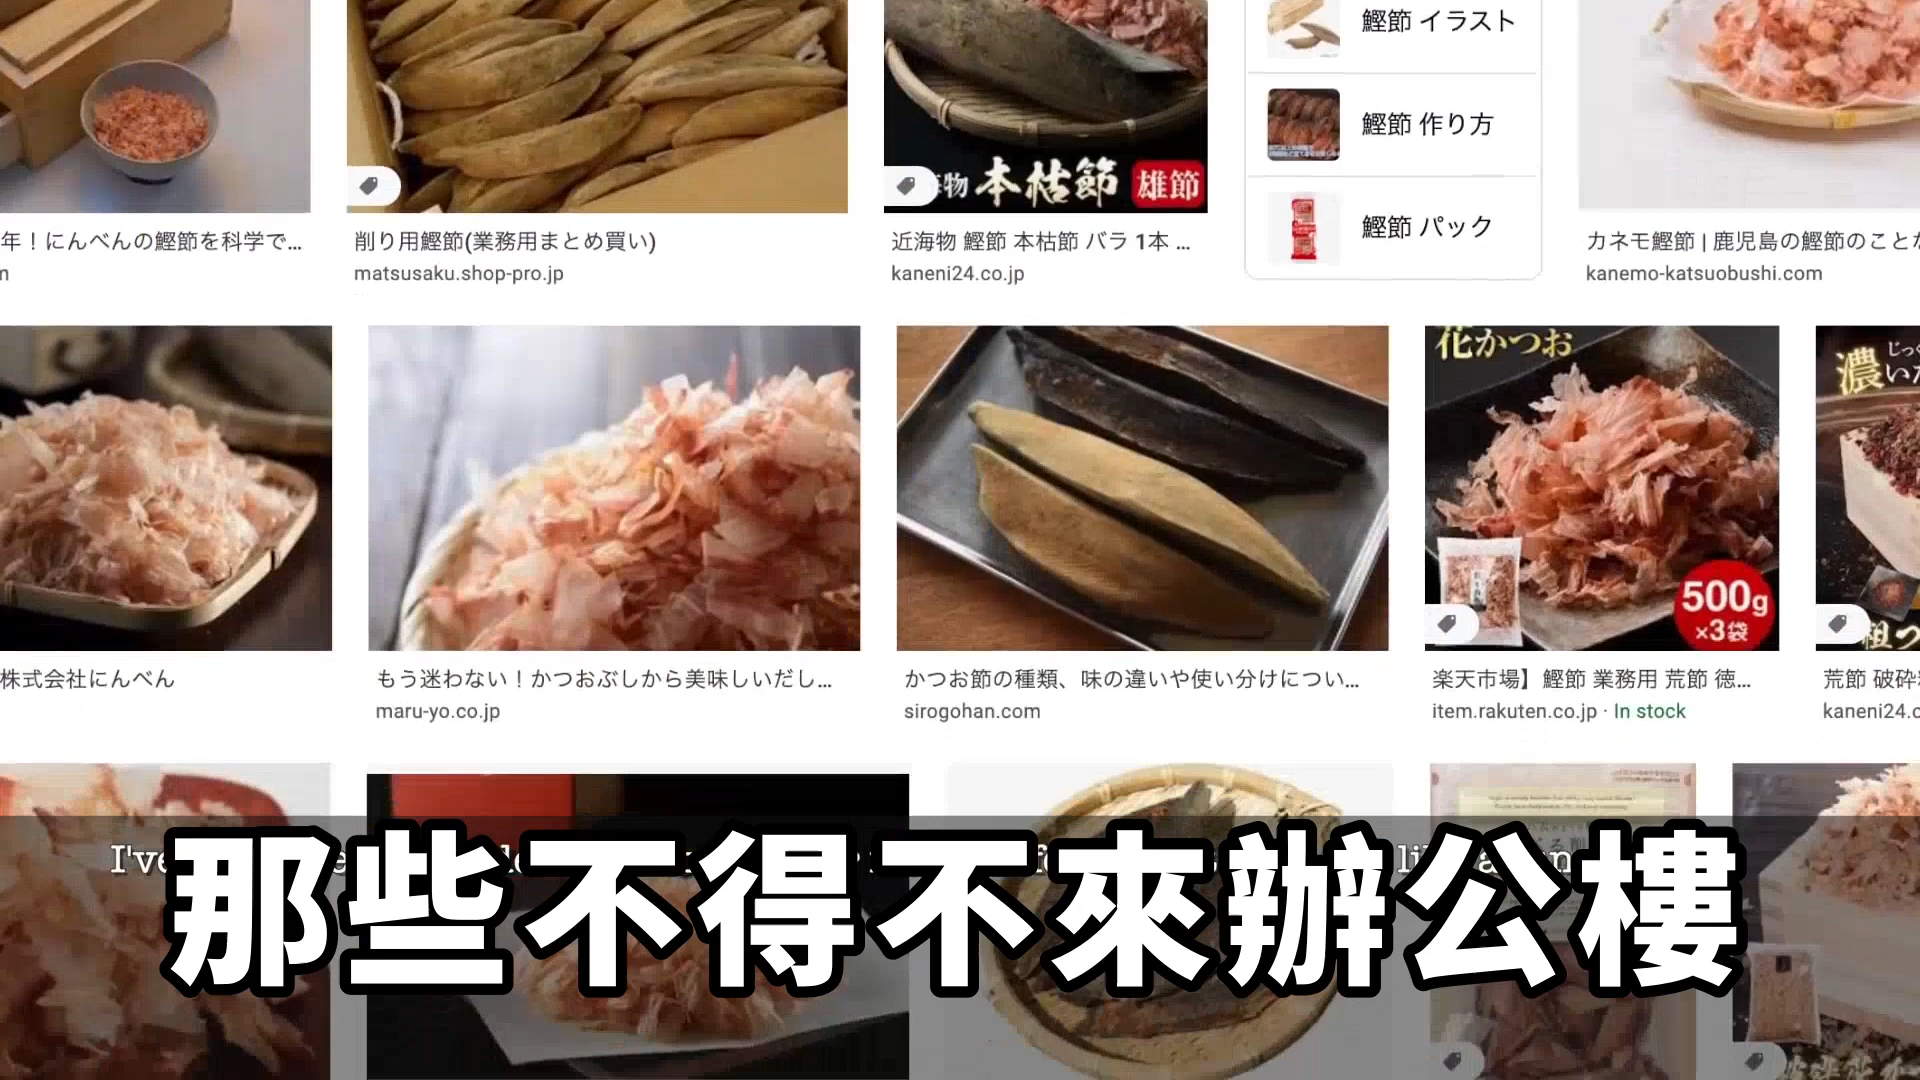 鰹節 イラスト
鰹節 作り方
鰹節 パック
本枯節 雄節
年！にんべんの鰹節を科学で...
削り用鰹節(業務用まとめ買い)
matsusaku.shop-pro.jp
近海物 鰹節 本枯節 バラ 1本 ...
kaneni24.co.jp
カネモ鰹節 | 鹿児島の鰹節のこと
kanemo-katsuobushi.com
花かつお
濃
500g
×3袋
株式会社にんべん
もう迷わない！かつおぶしから美味しいだし...
maru-yo.co.jp
かつお節の種類、味の違いや使い分けについ...
sirogohan.com
楽天市場】鰹節 業務用 荒節 徳...
item.rakuten.co.jp · In stock
荒節 破砕
kaneni24.c
I've
那些不得不來辦公樓